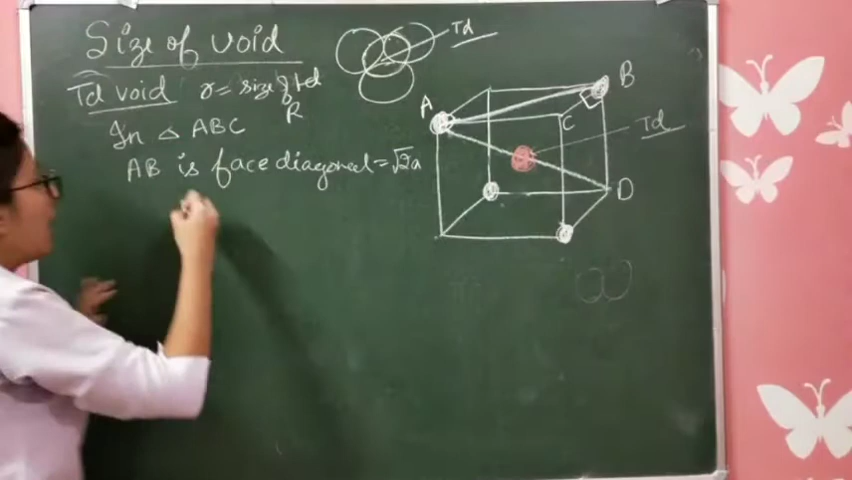 Size of void
Td void r = size of td
R
In △ ABC
AB is face diagonal = √2a
Td
A
B
C
Td
D